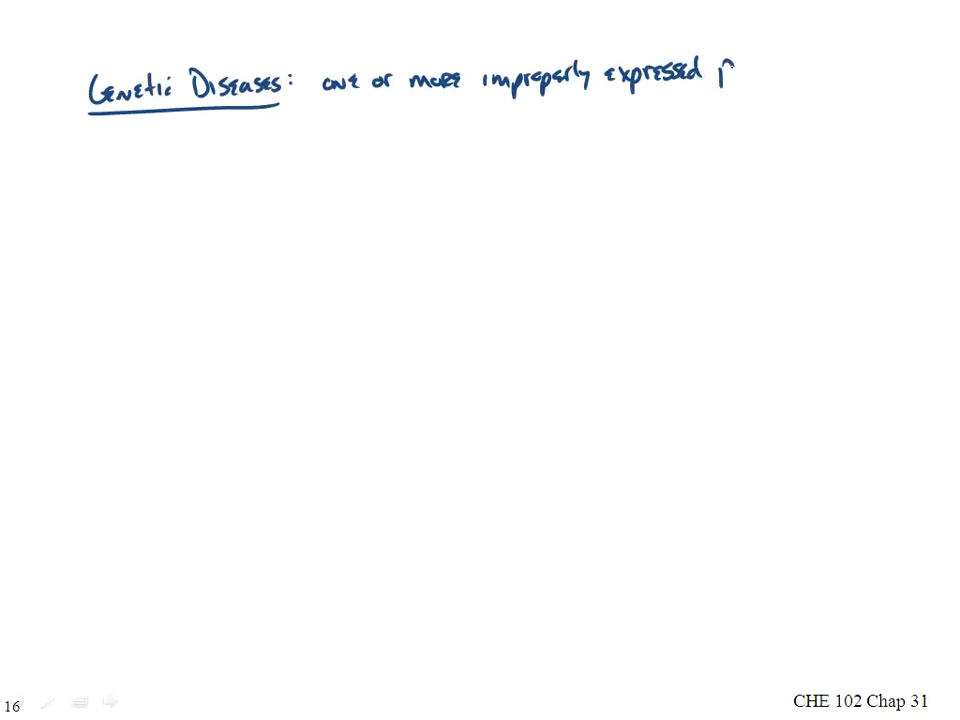 Genetic Diseases: one or more improperly expressed
16
CHE 102 Chap 31